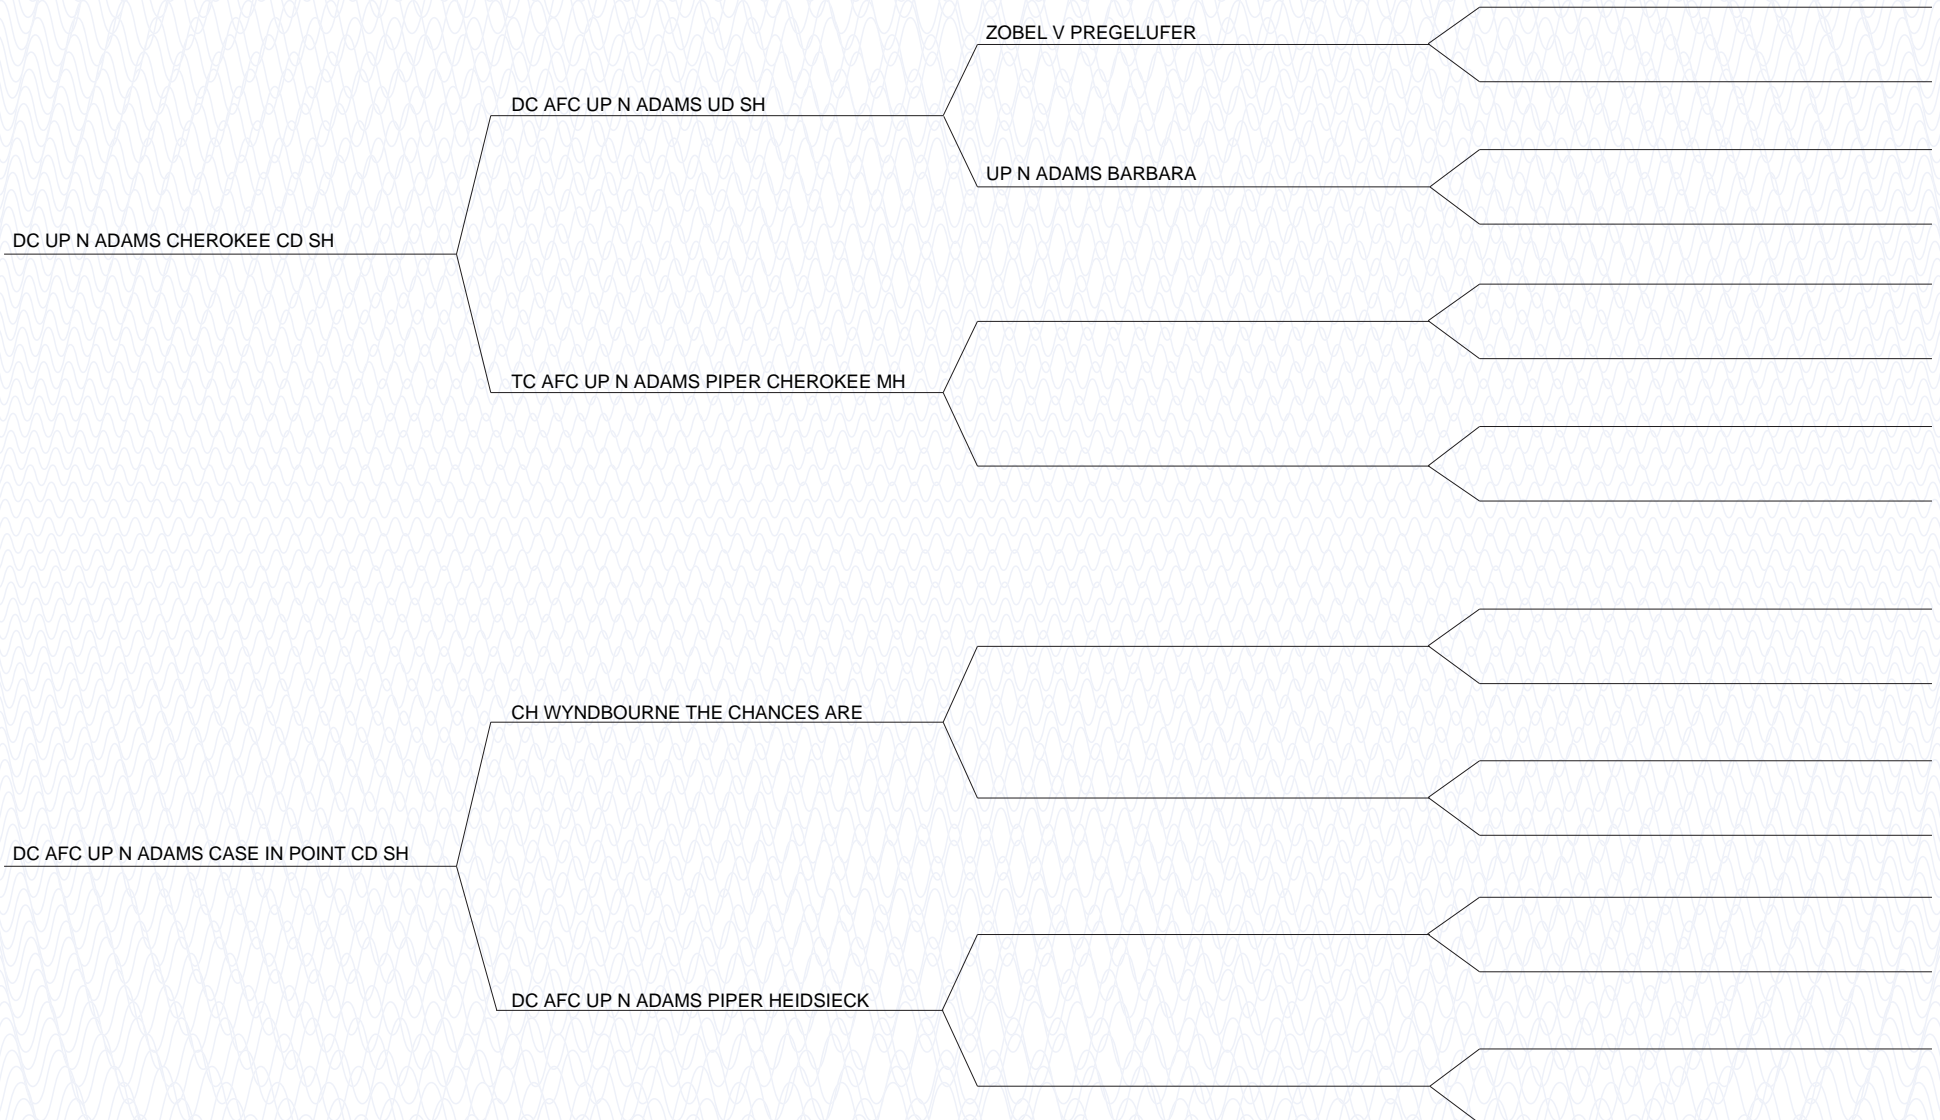 ZOBEL V PREGELUFER
DC AFC UP N ADAMS UD SH
UP N ADAMS BARBARA
DC UP N ADAMS CHEROKEE CD SH
TC AFC UP N ADAMS PIPER CHEROKEE MH
CH WYNDBOURNE THE CHANCES ARE
DC AFC UP N ADAMS CASE IN POINT CD SH
DC AFC UP N ADAMS PIPER HEIDSIECK